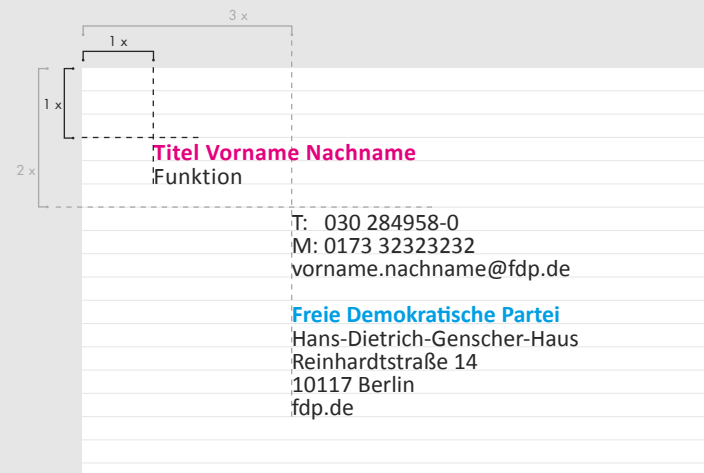 3 x
1 x
1 x
2 x
Titel Vorname Nachname
Funktion
T: 030 284958-0
M: 0173 32323232
vorname.nachname@fdp.de
Freie Demokratische Partei
Hans-Dietrich-Genscher-Haus
Reinhardtstraße 14
10117 Berlin
fdp.de